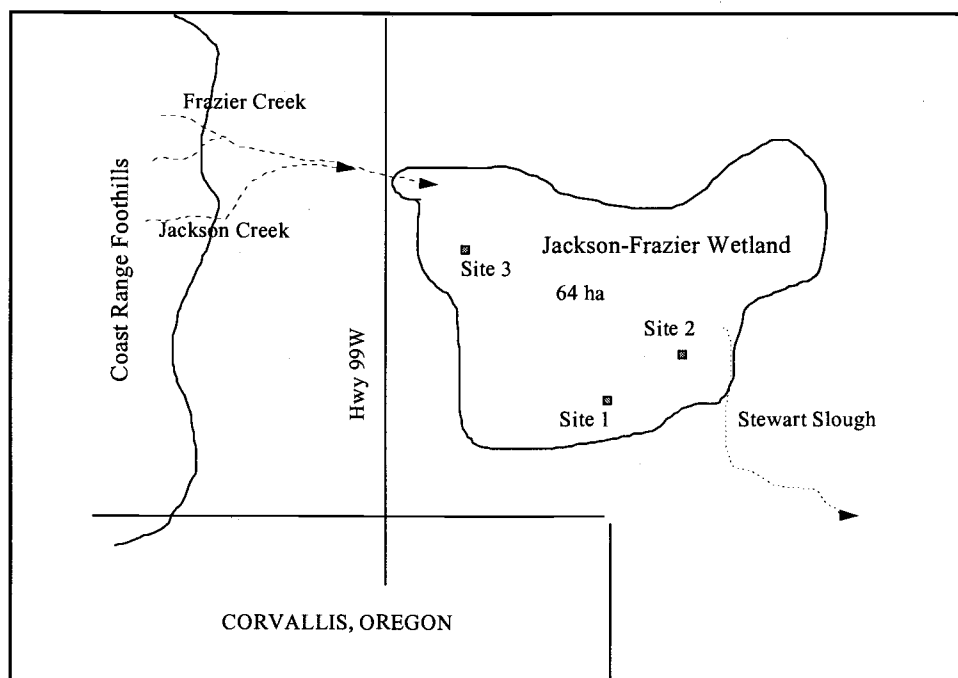 Frazier Creek
Jackson Creek
Coast Range Foothills
Hwy 99W
Jackson-Frazier Wetland
Site 3
64 ha
Site 2
Site 1
Stewart Slough
CORVALLIS, OREGON